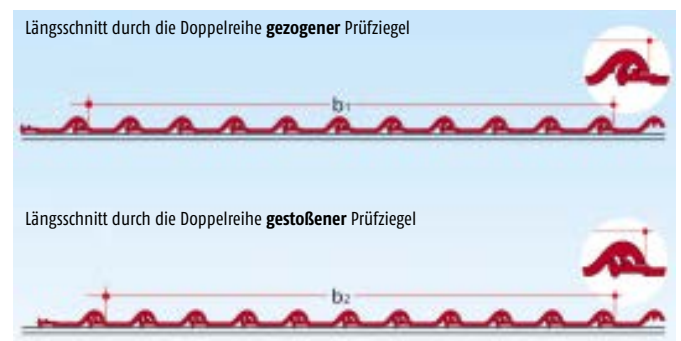 Längsschnitt durch die Doppelreihe gezogener Prüfziegel
b1
Längsschnitt durch die Doppelreihe gestoßener Prüfziegel
b2